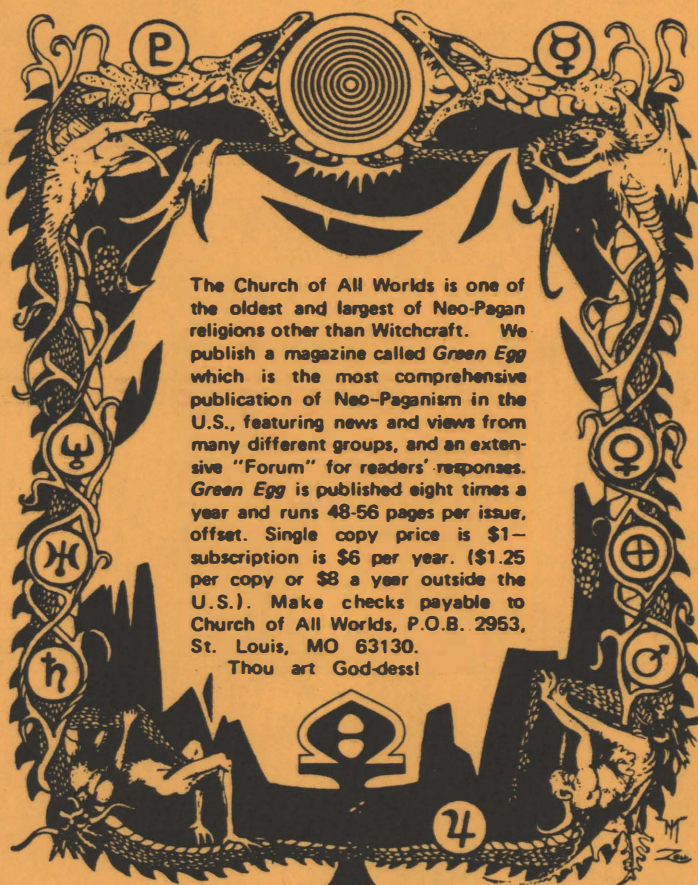 The Church of All Worlds is one of
the oldest and largest of Neo-Pagan
religions other than Witchcraft. We
publish a magazine called Green Egg
which is the most comprehensive
publication of Neo-Paganism in the
U.S., featuring news and views from
many different groups, and an exten-
sive "Forum" for readers' responses.
Green Egg is published eight times a
year and runs 48-56 pages per issue,
offset. Single copy price is $1—
subscription is $6 per year. ($1.25
per copy or $8 a year outside the
U.S.). Make checks payable to
Church of All Worlds, P.O.B. 2953,
St. Louis, MO 63130.
Thou art God-dess!